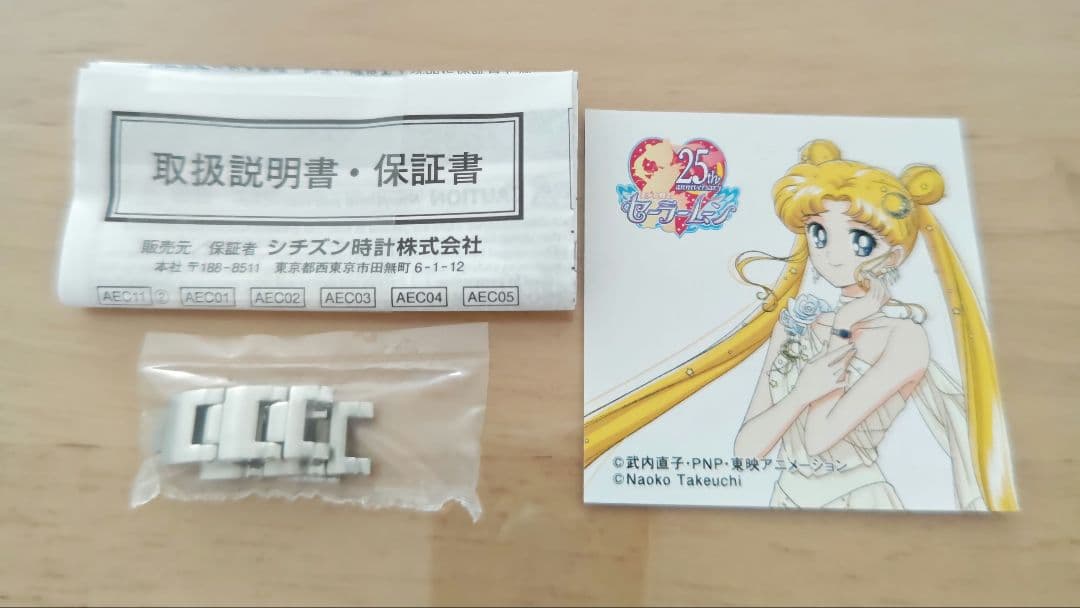 取扱説明書・保証書
販売元／保証者 シチズン時計株式会社
本社 〒188-8511 東京都西東京市田無町6-1-12
AEC11 ② AEC01 AEC02 AEC03 AEC04 AEC05
25th
anniversary
セーラームーン
©武内直子・PNP・東映アニメーション
©Naoko Takeuchi